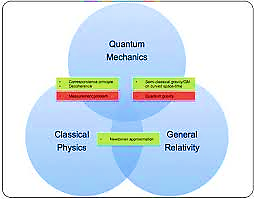 Quantum
Mechanics
Correspondence principle
Decoherence
Measurement problem
Semi-classical gravity/QM
on curved space-time
Quantum gravity
Classical
Physics
Newtonian approximation
General
Relativity